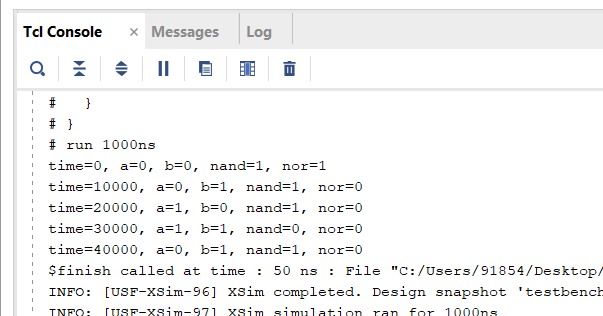 Tcl Console × Messages Log
# }
# }
# run 1000ns
time=0, a=0, b=0, nand=1, nor=1
time=10000, a=0, b=1, nand=1, nor=0
time=20000, a=1, b=0, nand=1, nor=0
time=30000, a=1, b=1, nand=0, nor=0
time=40000, a=0, b=1, nand=1, nor=0
$finish called at time : 50 ns : File "C:/Users/91854/Desktop/
INFO: [USF-XSim-96] XSim completed. Design snapshot 'testbench
INFO: [USF-XSim-97] XSim simulation ran for 1000ns